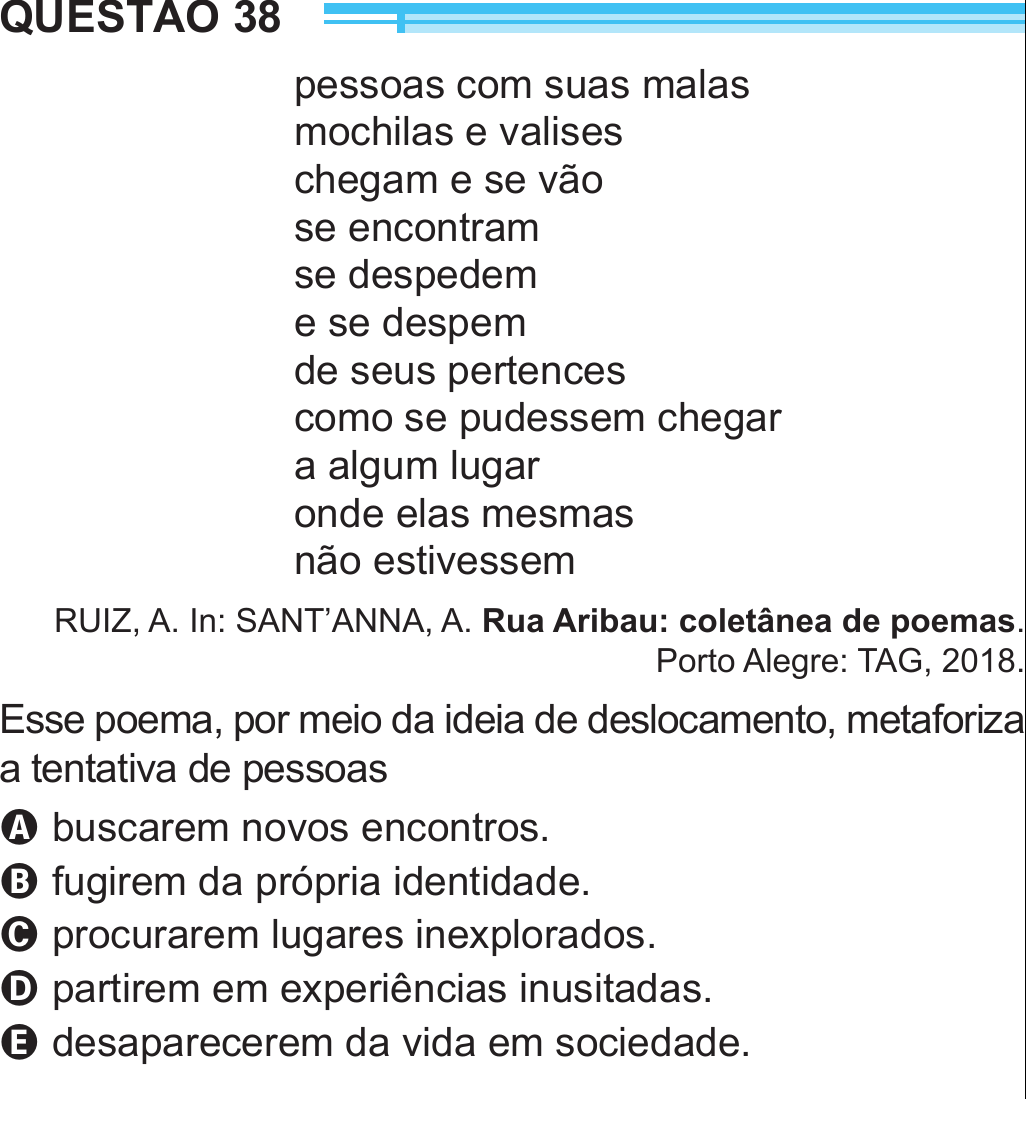 QUESTÃO 38
pessoas com suas malas
mochilas e valises
chegam e se vão
se encontram
se despedem
e se despem
de seus pertences
como se pudessem chegar
a algum lugar
onde elas mesmas
não estivessem
RUIZ, A. In: SANT’ANNA, A. Rua Aribau: coletânea de poemas.
Porto Alegre: TAG, 2018.
Esse poema, por meio da ideia de deslocamento, metaforiza
a tentativa de pessoas
A buscarem novos encontros.
B fugirem da própria identidade.
C procurarem lugares inexplorados.
D partirem em experiências inusitadas.
E desaparecerem da vida em sociedade.